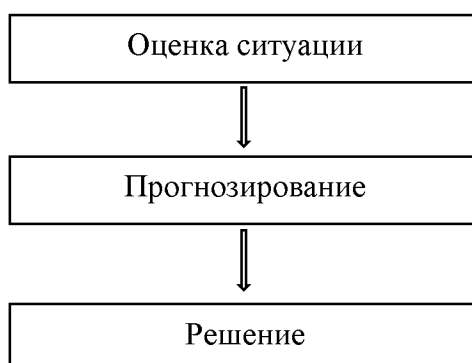 Оценка ситуации
Прогнозирование
Решение